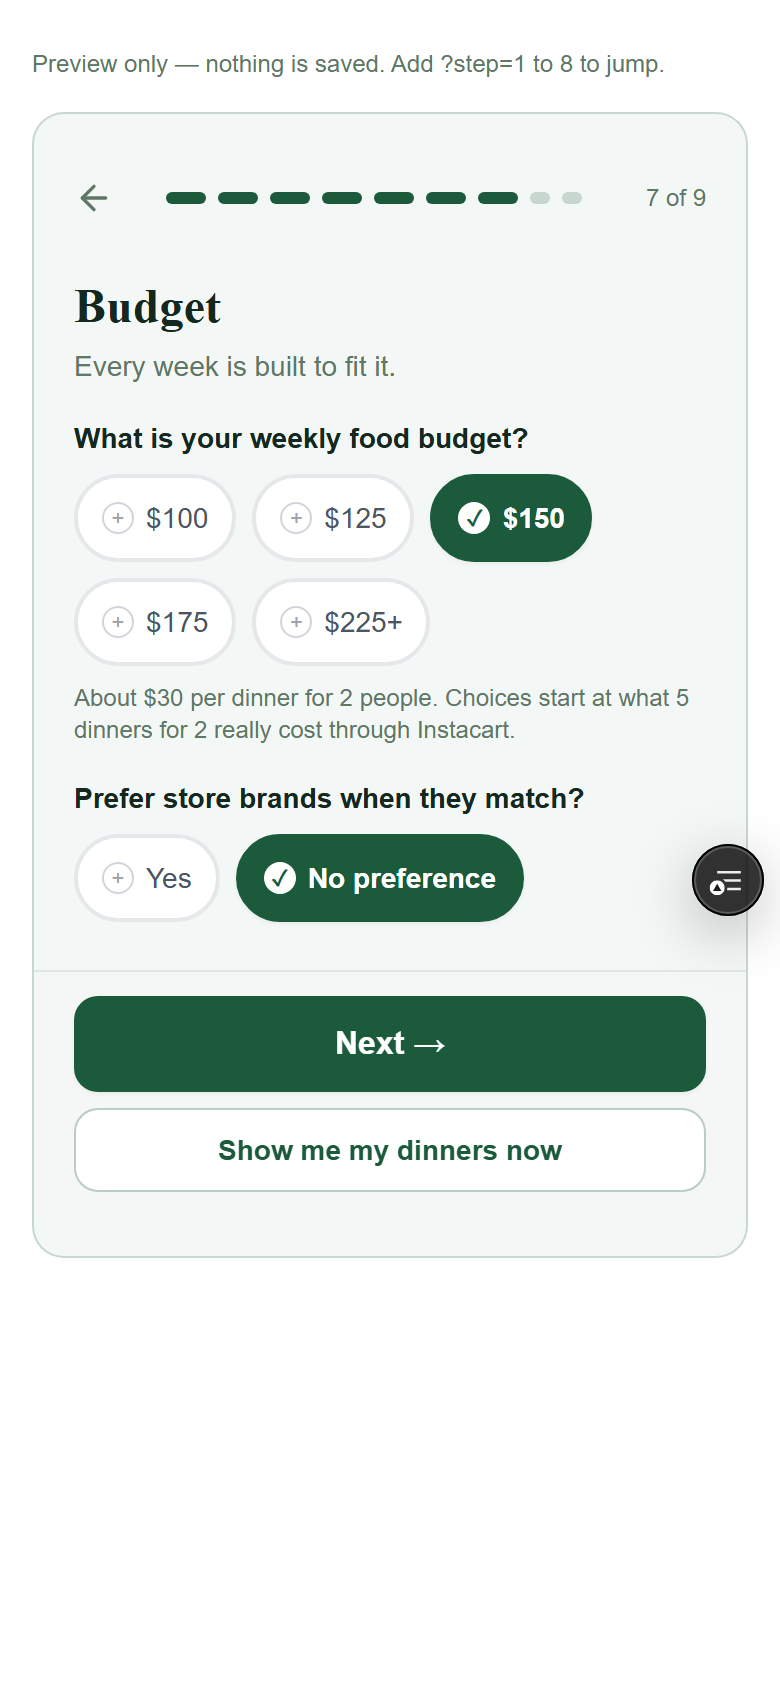 Preview only — nothing is saved. Add ?step=1 to 8 to jump.
7 of 9
Budget
Every week is built to fit it.
What is your weekly food budget?
$100
$125
$150
$175
$225+
About $30 per dinner for 2 people. Choices start at what 5
dinners for 2 really cost through Instacart.
Prefer store brands when they match?
Yes
No preference
Next →
Show me my dinners now